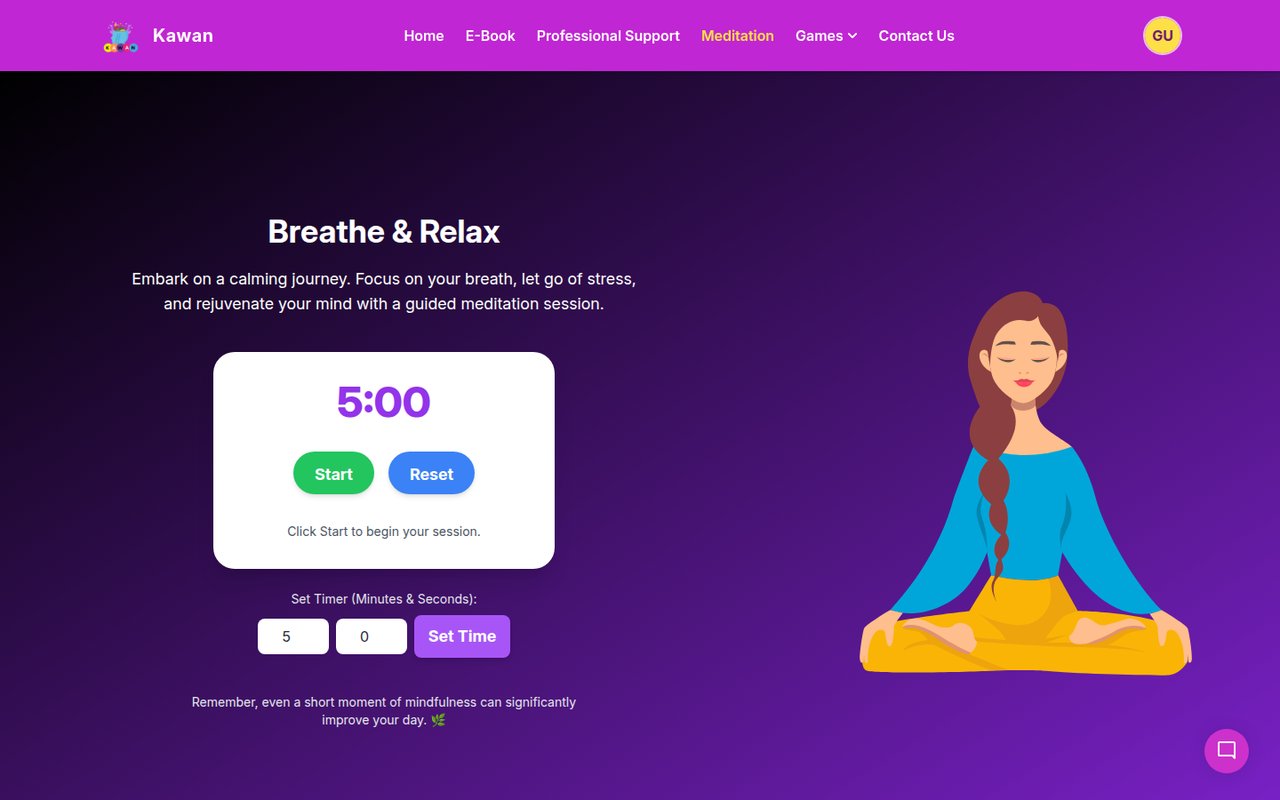 KAWAN
Kawan
Home
E-Book
Professional Support
Meditation
Games
Contact Us
GU
Breathe & Relax
Embark on a calming journey. Focus on your breath, let go of stress,
and rejuvenate your mind with a guided meditation session.
5:00
Start
Reset
Click Start to begin your session.
Set Timer (Minutes & Seconds):
5
0
Set Time
Remember, even a short moment of mindfulness can significantly
improve your day. 🌿